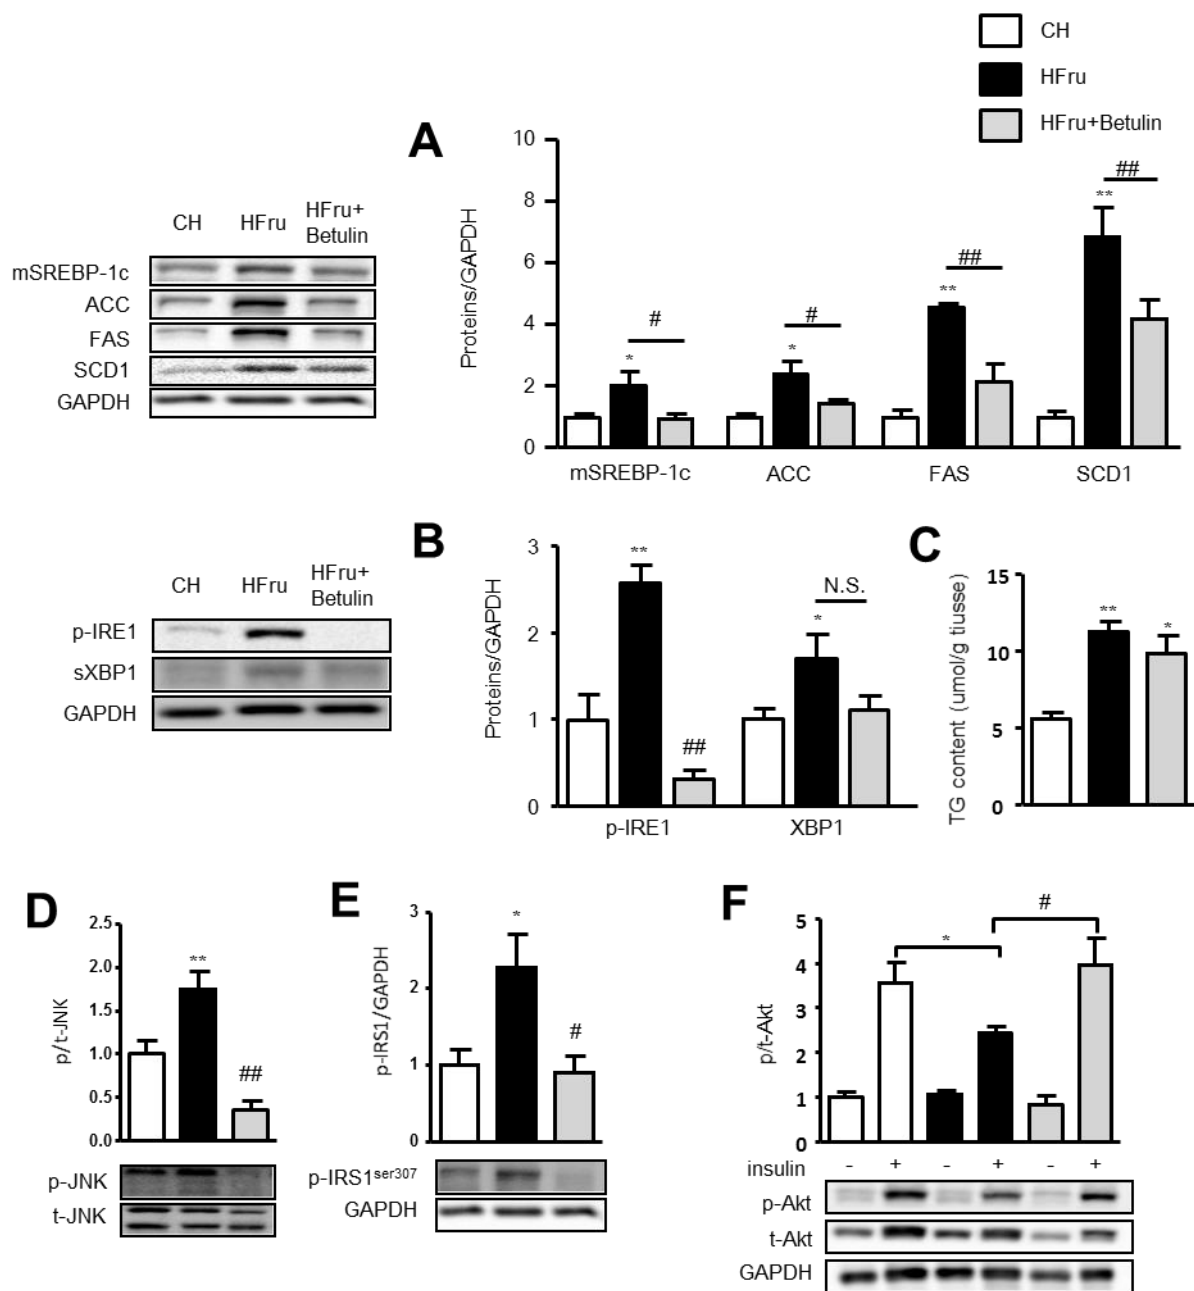 CH
HFru
HFru+Betulin
A
10
8
6
4
2
0
Proteins/GAPDH
*
#
*
#
**
##
**
##
mSREBP-1c ACC FAS SCD1
CH HFru HFru+
Betulin
mSREBP-1c
ACC
FAS
SCD1
GAPDH
B
3
2
1
0
Proteins/GAPDH
**
##
*
N.S.
p-IRE1 XBP1
CH HFru HFru+
Betulin
p-IRE1
sXBP1
GAPDH
C
15
10
5
0
TG content (umol/g tiusse)
**
*
D
2.5
2.0
1.5
1.0
0.5
0.0
p/t-JNK
**
##
p-JNK
t-JNK
E
3
2
1
0
p-IRS1/GAPDH
*
#
p-IRS1ser307
GAPDH
F
5
4
3
2
1
0
p/t-Akt
*
#
insulin - + - + - +
p-Akt
t-Akt
GAPDH